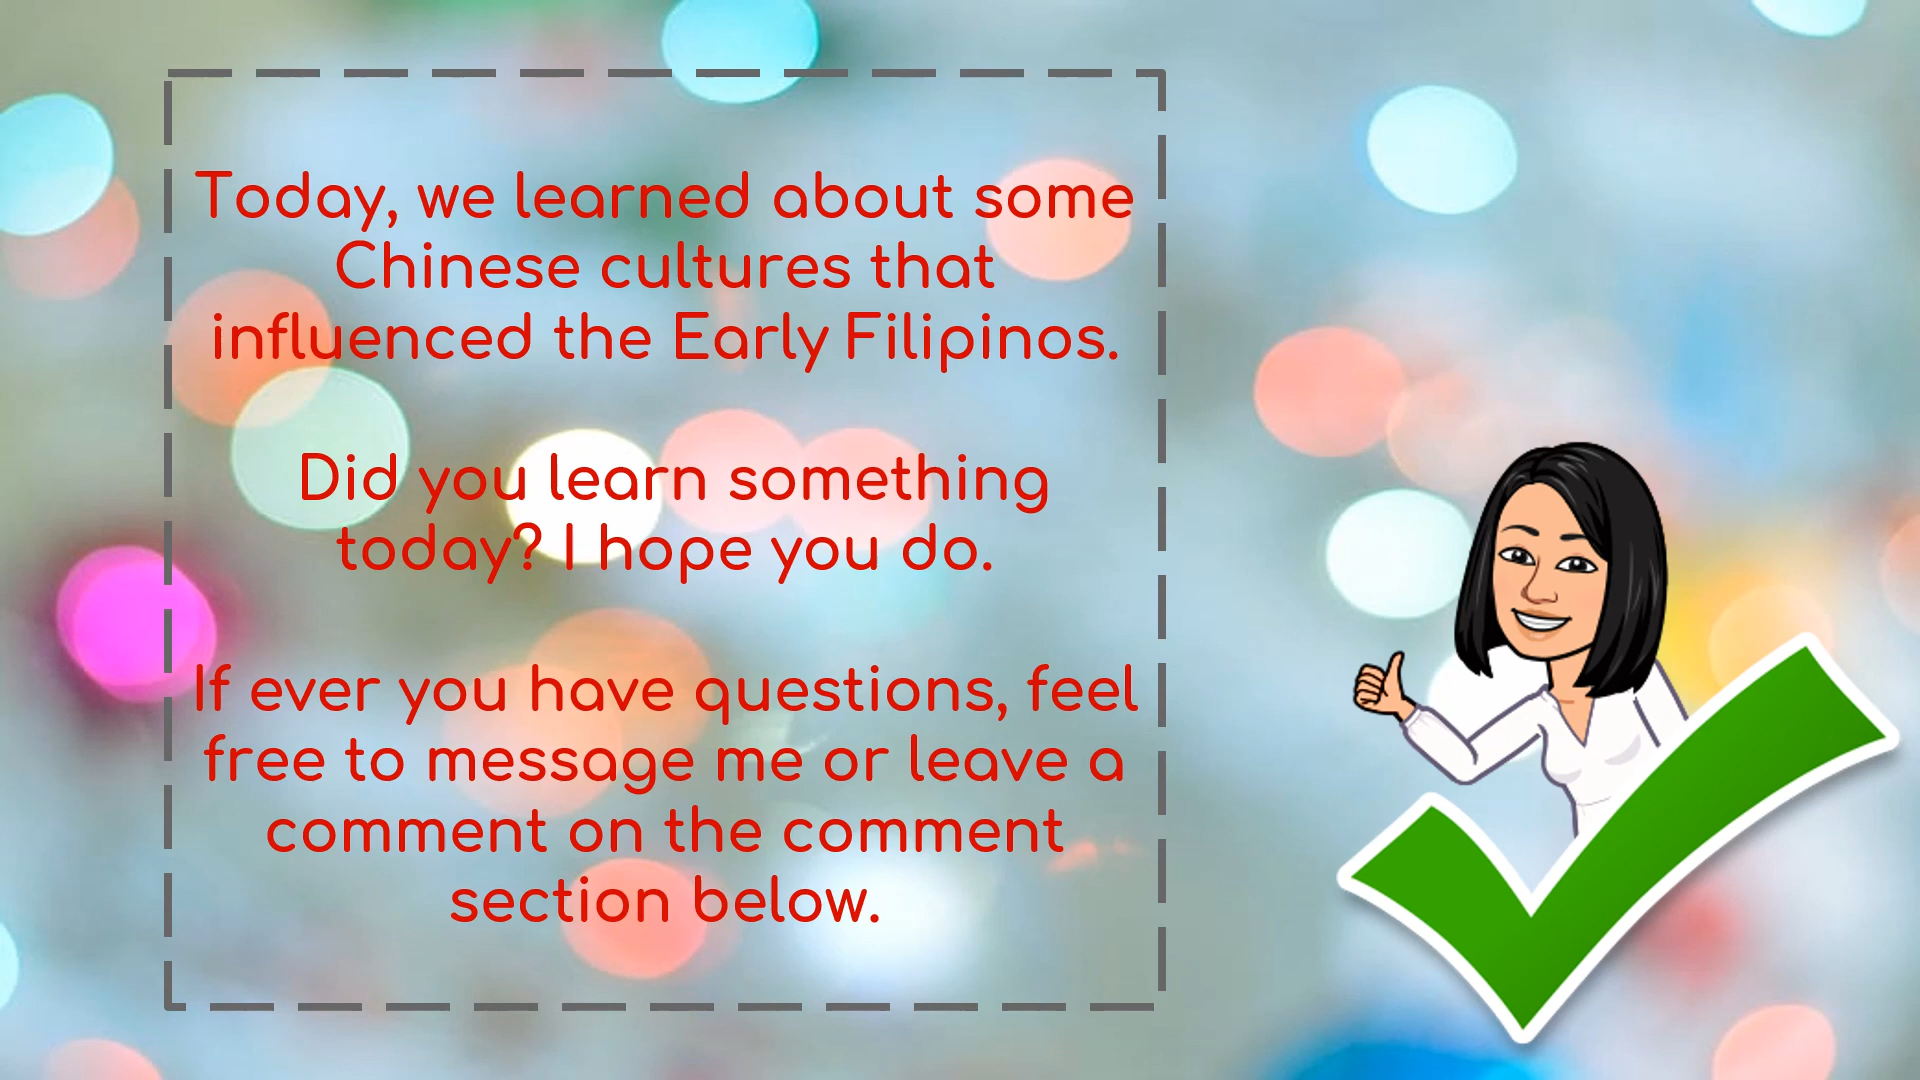 Today, we learned about some
Chinese cultures that
influenced the Early Filipinos.
Did you learn something
today? I hope you do.
If ever you have questions, feel
free to message me or leave a
comment on the comment
section below.